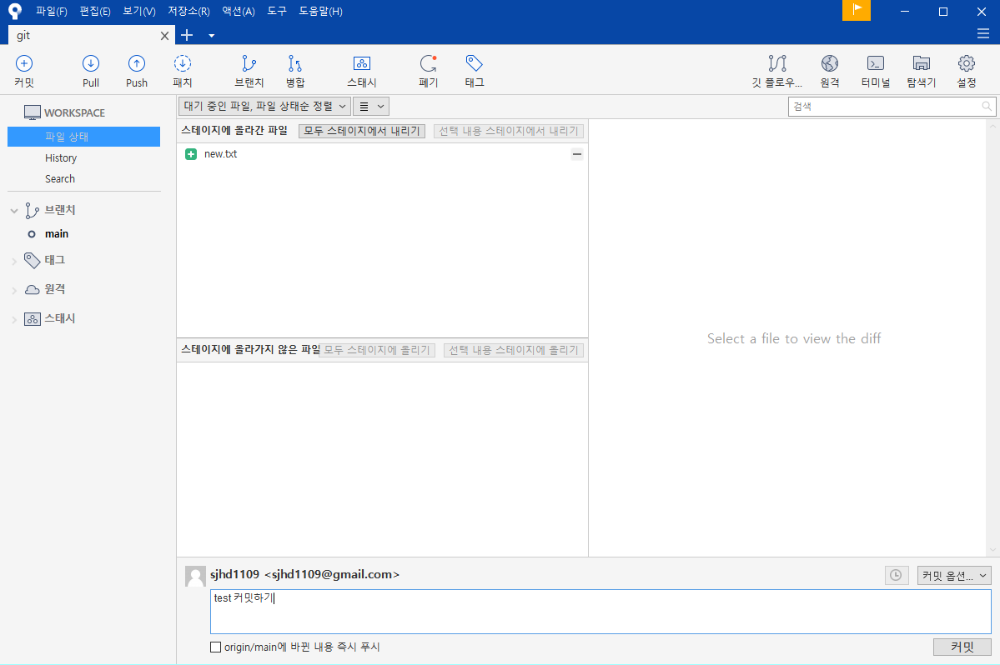 파일(F) 편집(E) 보기(V) 저장소(R) 액션(A) 도구 도움말(H)
git
커밋 Pull Push 패치 브랜치 병합 스태시 폐기 태그 깃 플로우... 원격 터미널 탐색기 설정
WORKSPACE
파일 상태
History
Search
브랜치
main
태그
원격
스태시
대기 중인 파일, 파일 상태순 정렬
검색
스테이지에 올라간 파일 모두 스테이지에서 내리기 선택 내용 스테이지에서 내리기
new.txt
스테이지에 올라가지 않은 파일 모두 스테이지에 올리기 선택 내용 스테이지에 올리기
Select a file to view the diff
sjhd1109 <sjhd1109@gmail.com>
커밋 옵션...
test 커밋하기
origin/main에 바뀐 내용 즉시 푸시
커밋